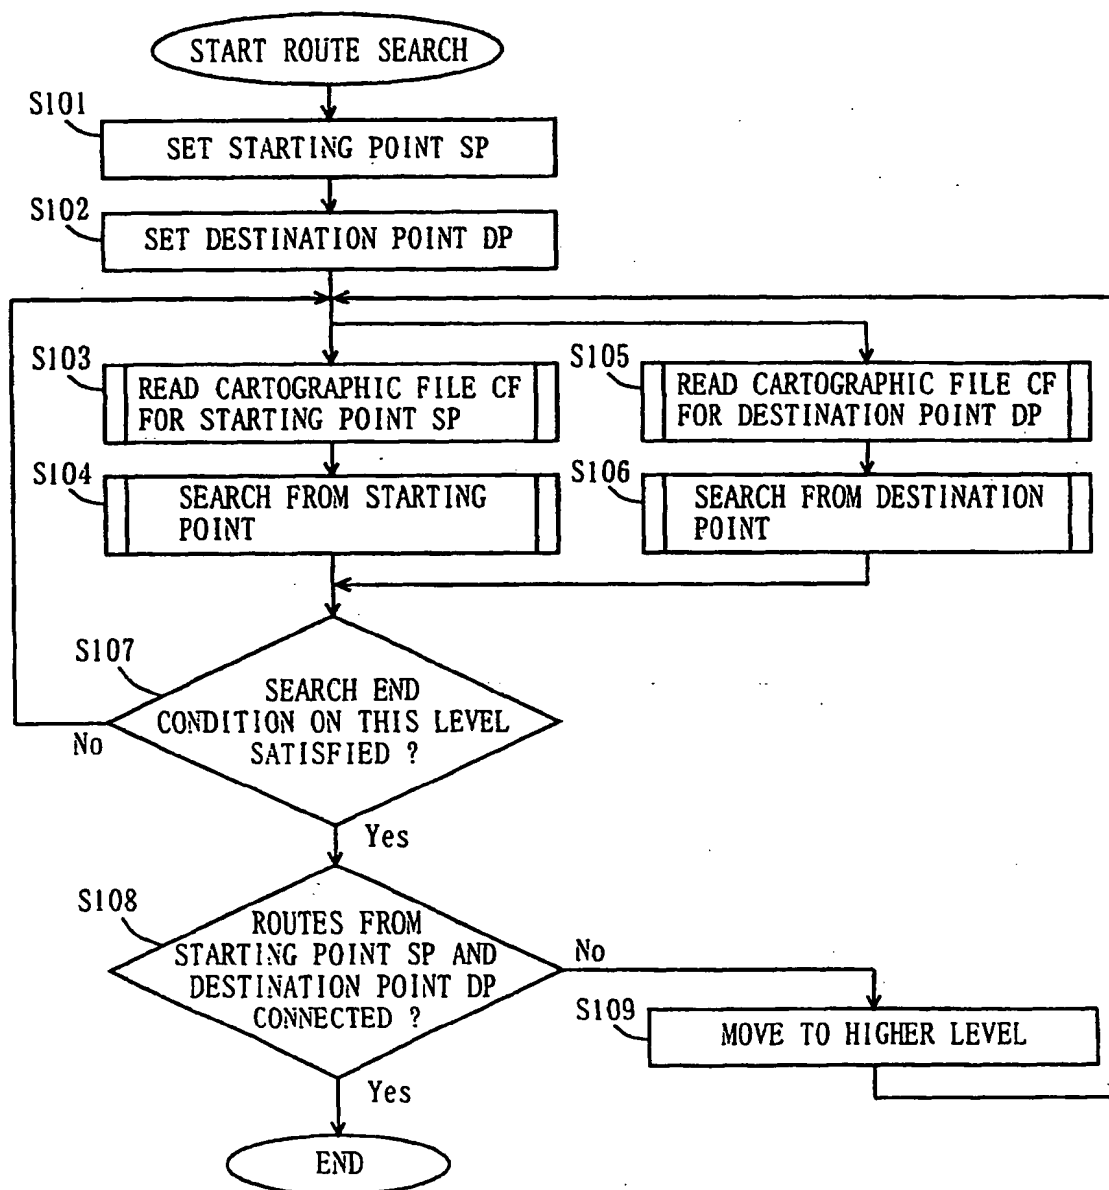 START ROUTE SEARCH
S101
SET STARTING POINT SP
S102
SET DESTINATION POINT DP
S103
READ CARTOGRAPHIC FILE CF
FOR STARTING POINT SP
S105
READ CARTOGRAPHIC FILE CF
FOR DESTINATION POINT DP
S104
SEARCH FROM STARTING
POINT
S106
SEARCH FROM DESTINATION
POINT
S107
SEARCH END
CONDITION ON THIS LEVEL
SATISFIED ?
No
Yes
S108
ROUTES FROM
STARTING POINT SP AND
DESTINATION POINT DP
CONNECTED ?
No
S109
MOVE TO HIGHER LEVEL
Yes
END